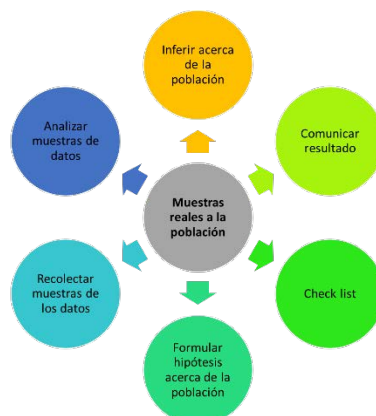 Inferir acerca
de la
población
Analizar
muestras de
datos
Comunicar
resultado
Muestras
reales a la
población
Recolectar
muestras de
los datos
Check list
Formular
hipótesis
acerca de la
población